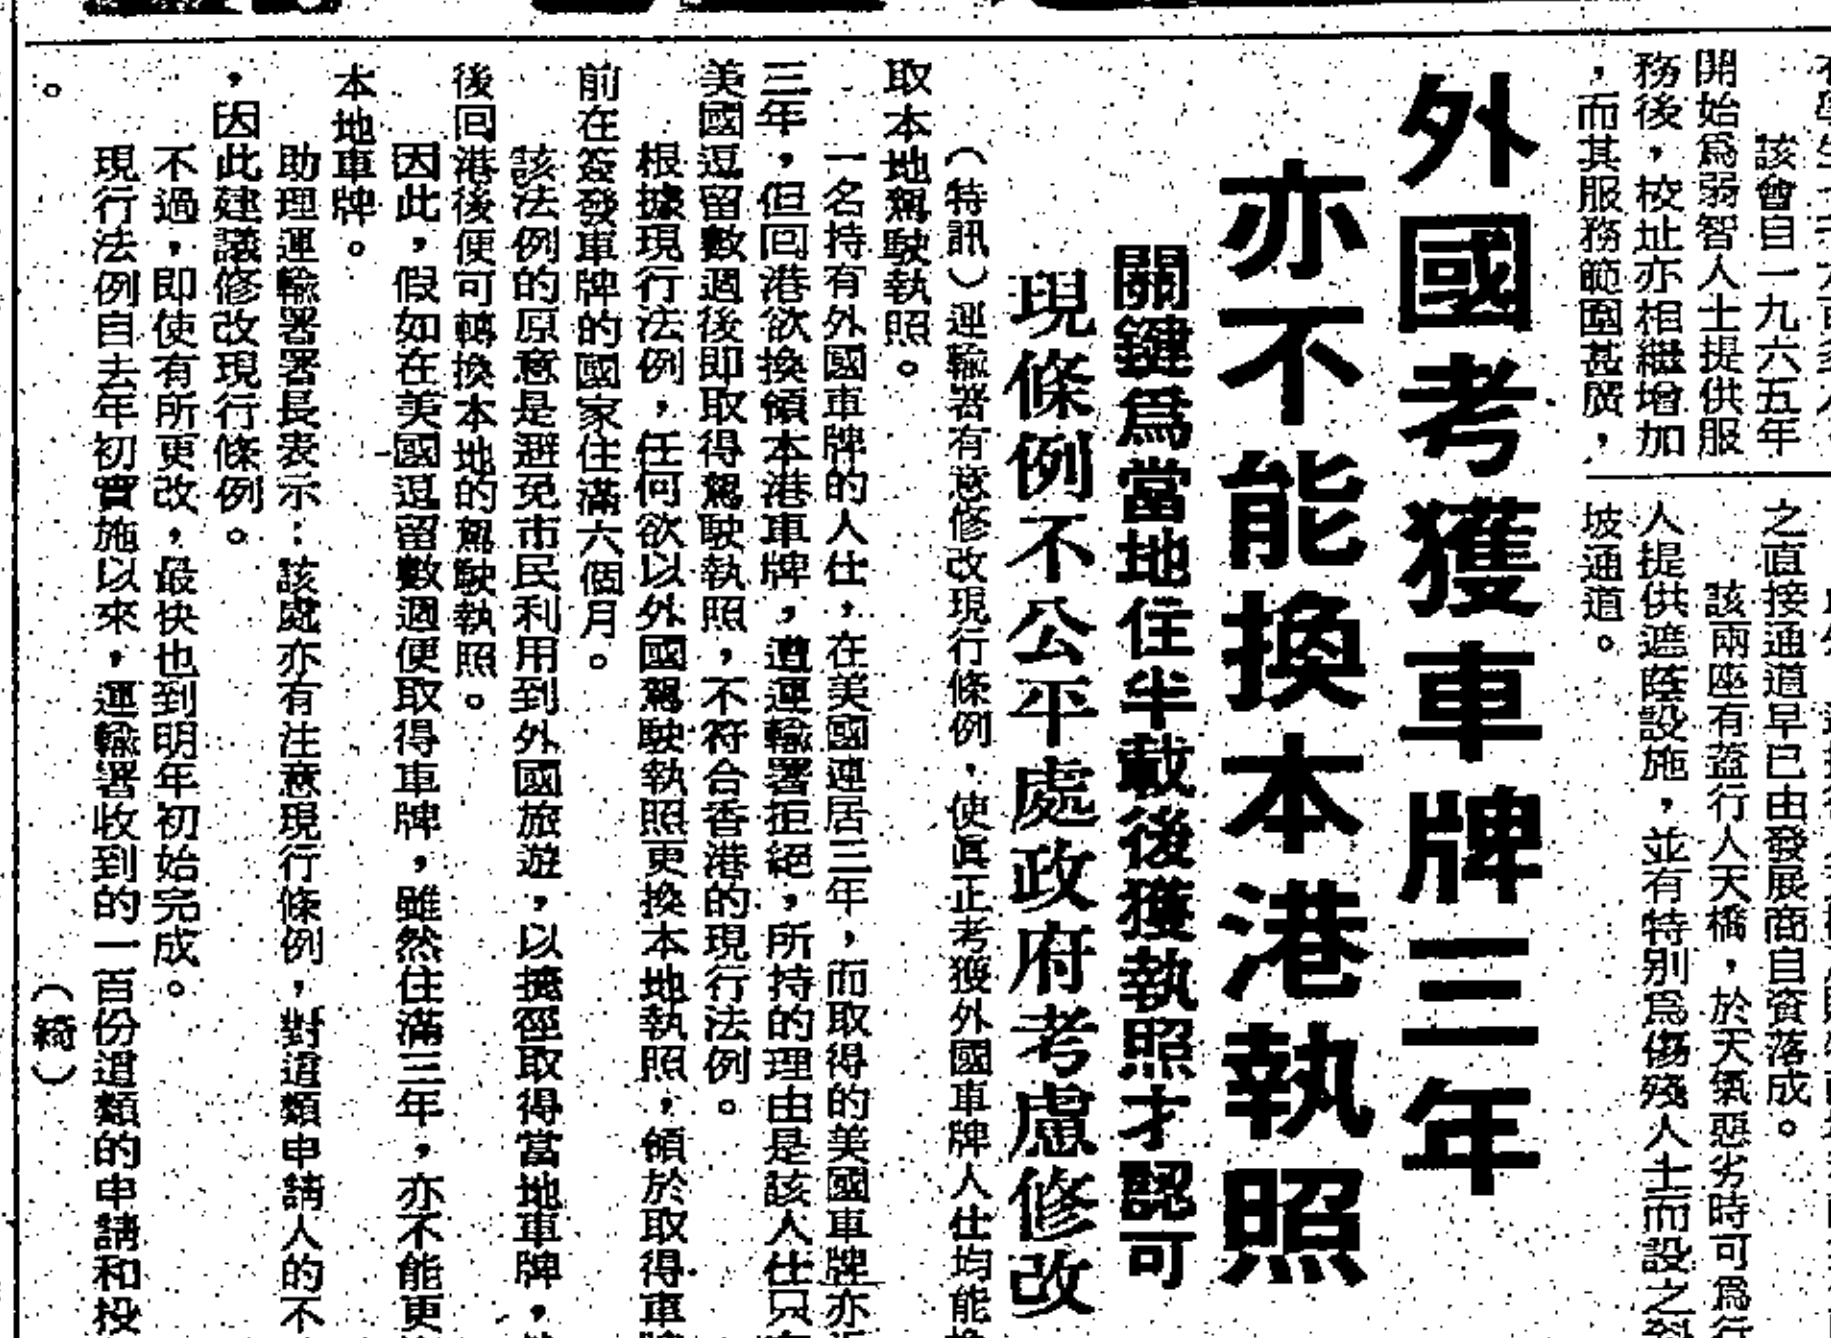 該會自一九六五年
開始為弱智人士提供服
務後，校址亦相繼增加
，而其服務範圍甚廣，
之直接通道早已由發展商自資落成。
該兩座有蓋行人天橋，於天氣惡劣時可為行
人提供遮蔭設施，並有特別為傷殘人士而設之斜
坡通道。
外國考獲車牌三年
亦不能換本港執照
關鍵為當地住半載後獲執照才認可
現條例不公平處政府考慮修改
（特訊）運輸署有意修改現行條例，使真正考獲外國車牌人仕均能換
取本地駕駛執照。
一名持有外國車牌的人仕，在美國連居三年，而取得的美國車牌亦近
三年，但回港欲換領本港車牌，遭運輸署拒絕，所持的理由是該人仕只在
美國逗留數週後即取得駕駛執照，不符合香港的現行法例。
根據現行法例，任何欲以外國駕駛執照更換本地執照，須於取得車牌
前在簽發車牌的國家住滿六個月。
該法例的原意是避免市民利用到外國旅遊，以捷徑取得當地車牌，
後回港後便可轉換本地的駕駛執照。
因此，假如在美國逗留數週便取得車牌，雖然住滿三年，亦不能更
本地車牌。
助理運輸署署長表示：該處亦有注意現行條例，對這類申請人的不
，因此建議修改現行條例。
不過，即使有所更改，最快也到明年初始完成。
現行法例自去年初實施以來，運輸署收到的一百份這類的申請和投
。
（綺）